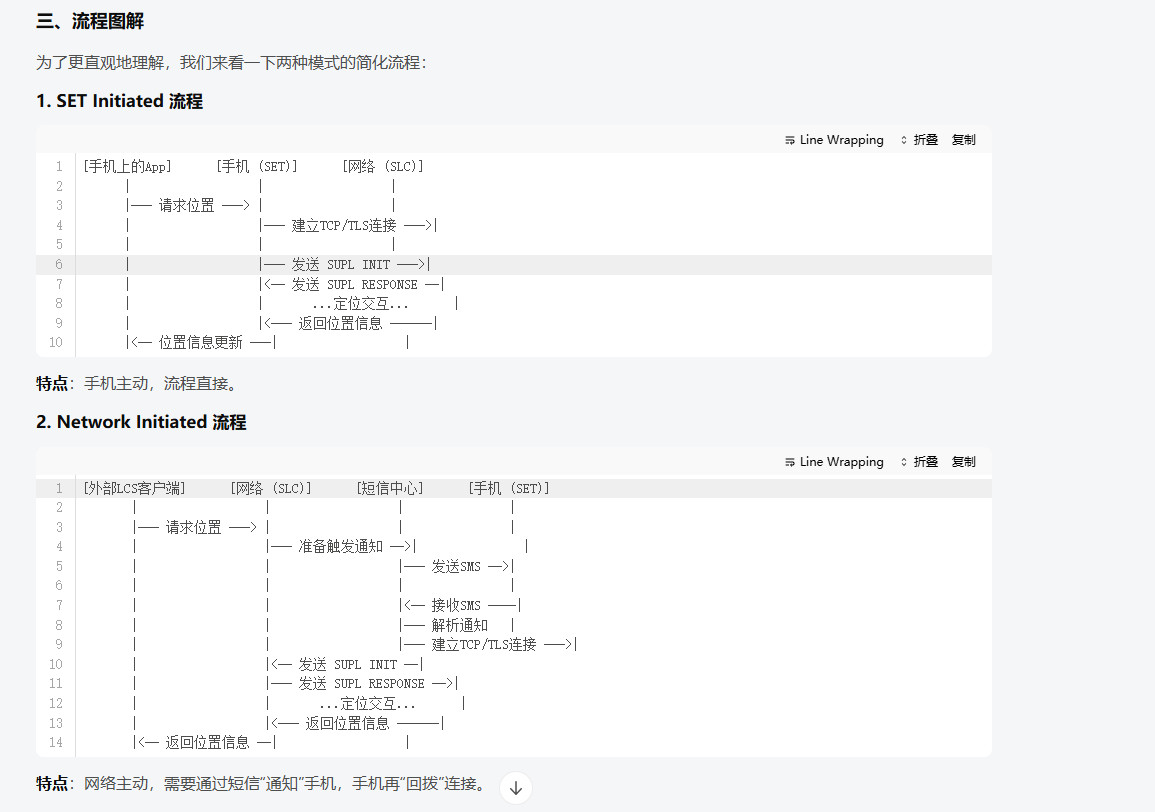 三、流程图解
为了更直观地理解，我们来看一下两种模式的简化流程：
1. SET Initiated 流程
Line Wrapping 折叠 复制
1 [手机上的App] [手机 (SET)] [网络 (SLC)]
2 | | |
3 |—— 请求位置 ——> | |
4 | |—— 建立TCP/TLS连接 ——>|
5 | | |
6 | |—— 发送 SUPL INIT ——>|
7 | |<—— 发送 SUPL RESPONSE —|
8 | | ...定位交互... |
9 | |<—— 返回位置信息 ———|
10 |<—— 位置信息更新 ——| |
特点：手机主动，流程直接。
2. Network Initiated 流程
Line Wrapping 折叠 复制
1 [外部LCS客户端] [网络 (SLC)] [短信中心] [手机 (SET)]
2 | | | |
3 |—— 请求位置 ——> | | |
4 | |—— 准备触发通知 —>| |
5 | | |—— 发送SMS —>|
6 | | | |
7 | | |<—— 接收SMS ——|
8 | | |—— 解析通知 |
9 | | |—— 建立TCP/TLS连接 ——>|
10 | |<—— 发送 SUPL INIT —|
11 | |—— 发送 SUPL RESPONSE —>|
12 | | ...定位交互... |
13 | |<—— 返回位置信息 ———|
14 |<—— 返回位置信息 —| |
特点：网络主动，需要通过短信“通知”手机，手机再“回拨”连接。